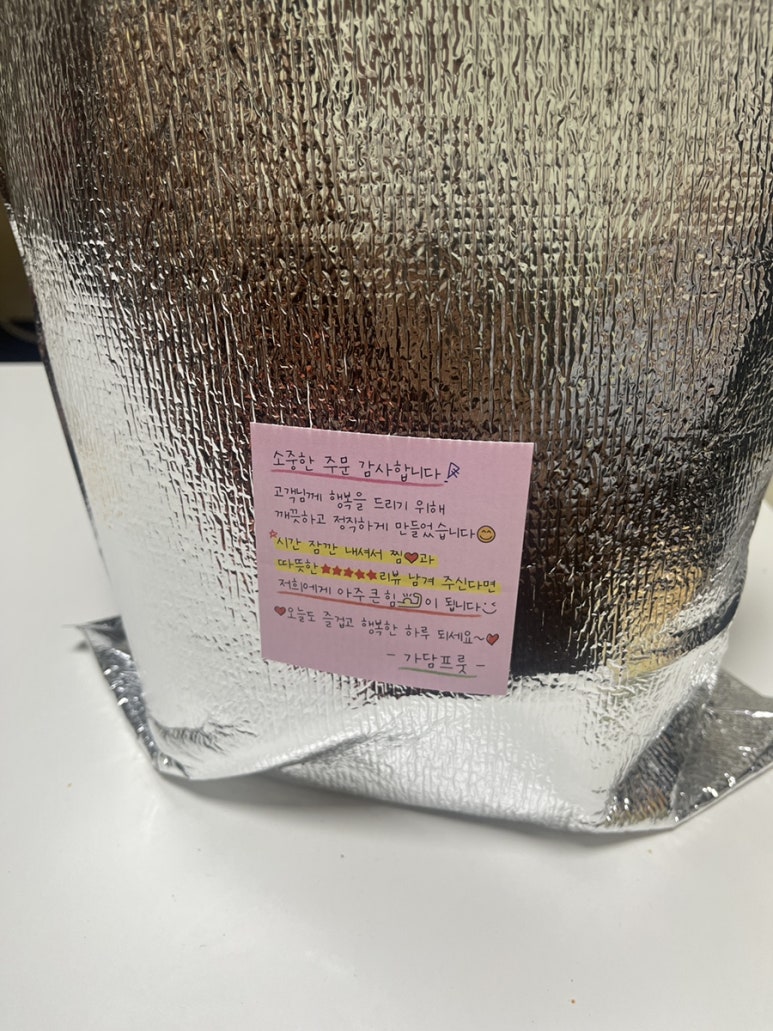 소중한 주문 감사합니다.
고객님께 행복을 드리기 위해
깨끗하고 정직하게 만들었습니다
시간 잠깐 내셔서 찜♥과
따뜻한★★★★★리뷰 남겨 주신다면
저희에게 아주 큰 힘이 됩니다
♥오늘도 즐겁고 행복한 하루 되세요~♥
- 가담프룻 -